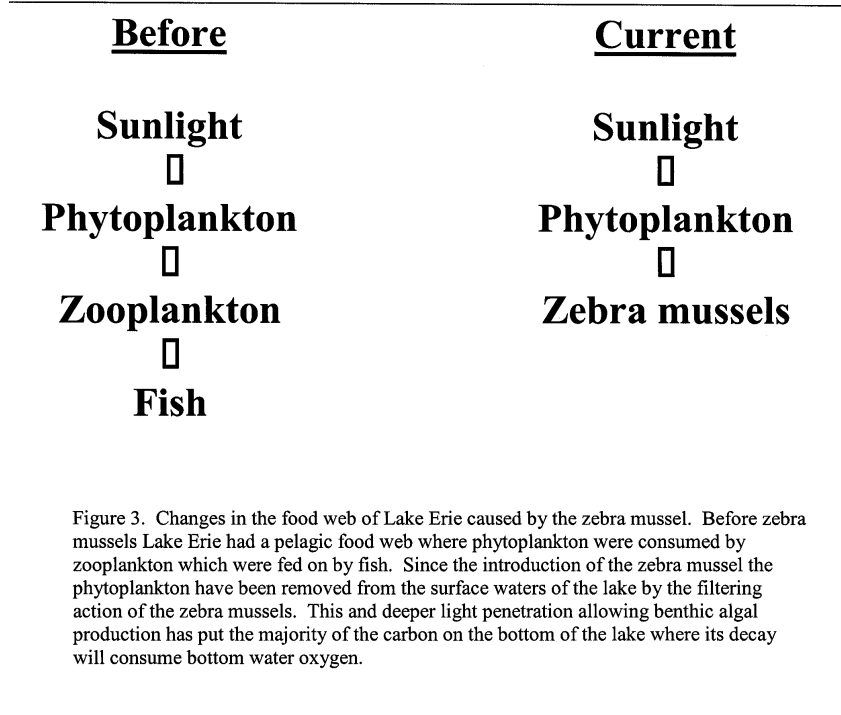 Before
Current
Sunlight
Sunlight
Phytoplankton
Phytoplankton
Zooplankton
Zebra mussels
Fish
Figure 3. Changes in the food web of Lake Erie caused by the zebra mussel. Before zebra
mussels Lake Erie had a pelagic food web where phytoplankton were consumed by
zooplankton which were fed on by fish. Since the introduction of the zebra mussel the
phytoplankton have been removed from the surface waters of the lake by the filtering
action of the zebra mussels. This and deeper light penetration allowing benthic algal
production has put the majority of the carbon on the bottom of the lake where its decay
will consume bottom water oxygen.